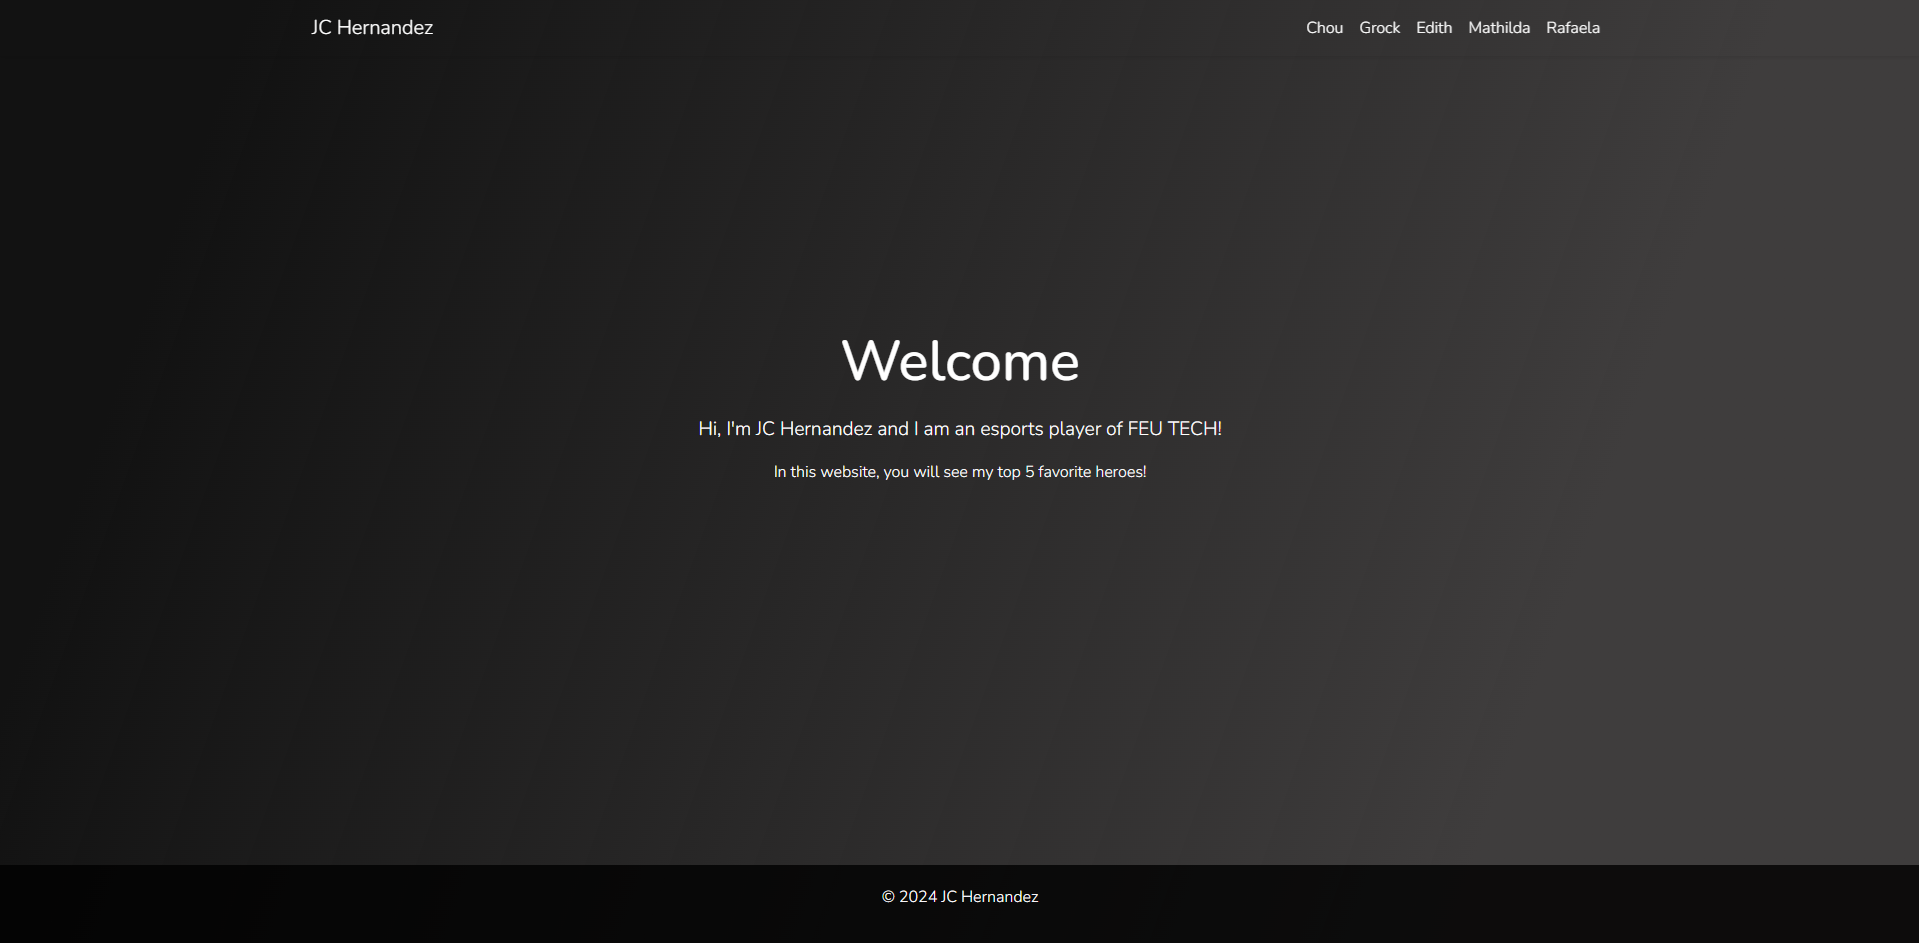 JC Hernandez
Chou Grock Edith Mathilda Rafaela
Welcome
Hi, I'm JC Hernandez and I am an esports player of FEU TECH!
In this website, you will see my top 5 favorite heroes!
© 2024 JC Hernandez